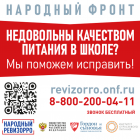 НАРОДНЫЙ ФРОНТ
НЕДОВОЛЬНЫ КАЧЕСТВОМ
ПИТАНИЯ В ШКОЛЕ?
Мы поможем исправить!
revizorro.onf.ru
8-800-200-04-11
ЗВОНОК БЕСПЛАТНЫЙ
НАРОДНЫЙ
РЕВИЗОРРО